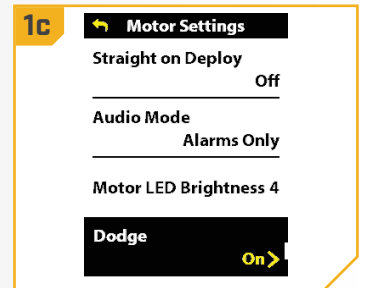 1c
Motor Settings
Straight on Deploy
Off
Audio Mode
Alarms Only
Motor LED Brightness 4
Dodge
On >